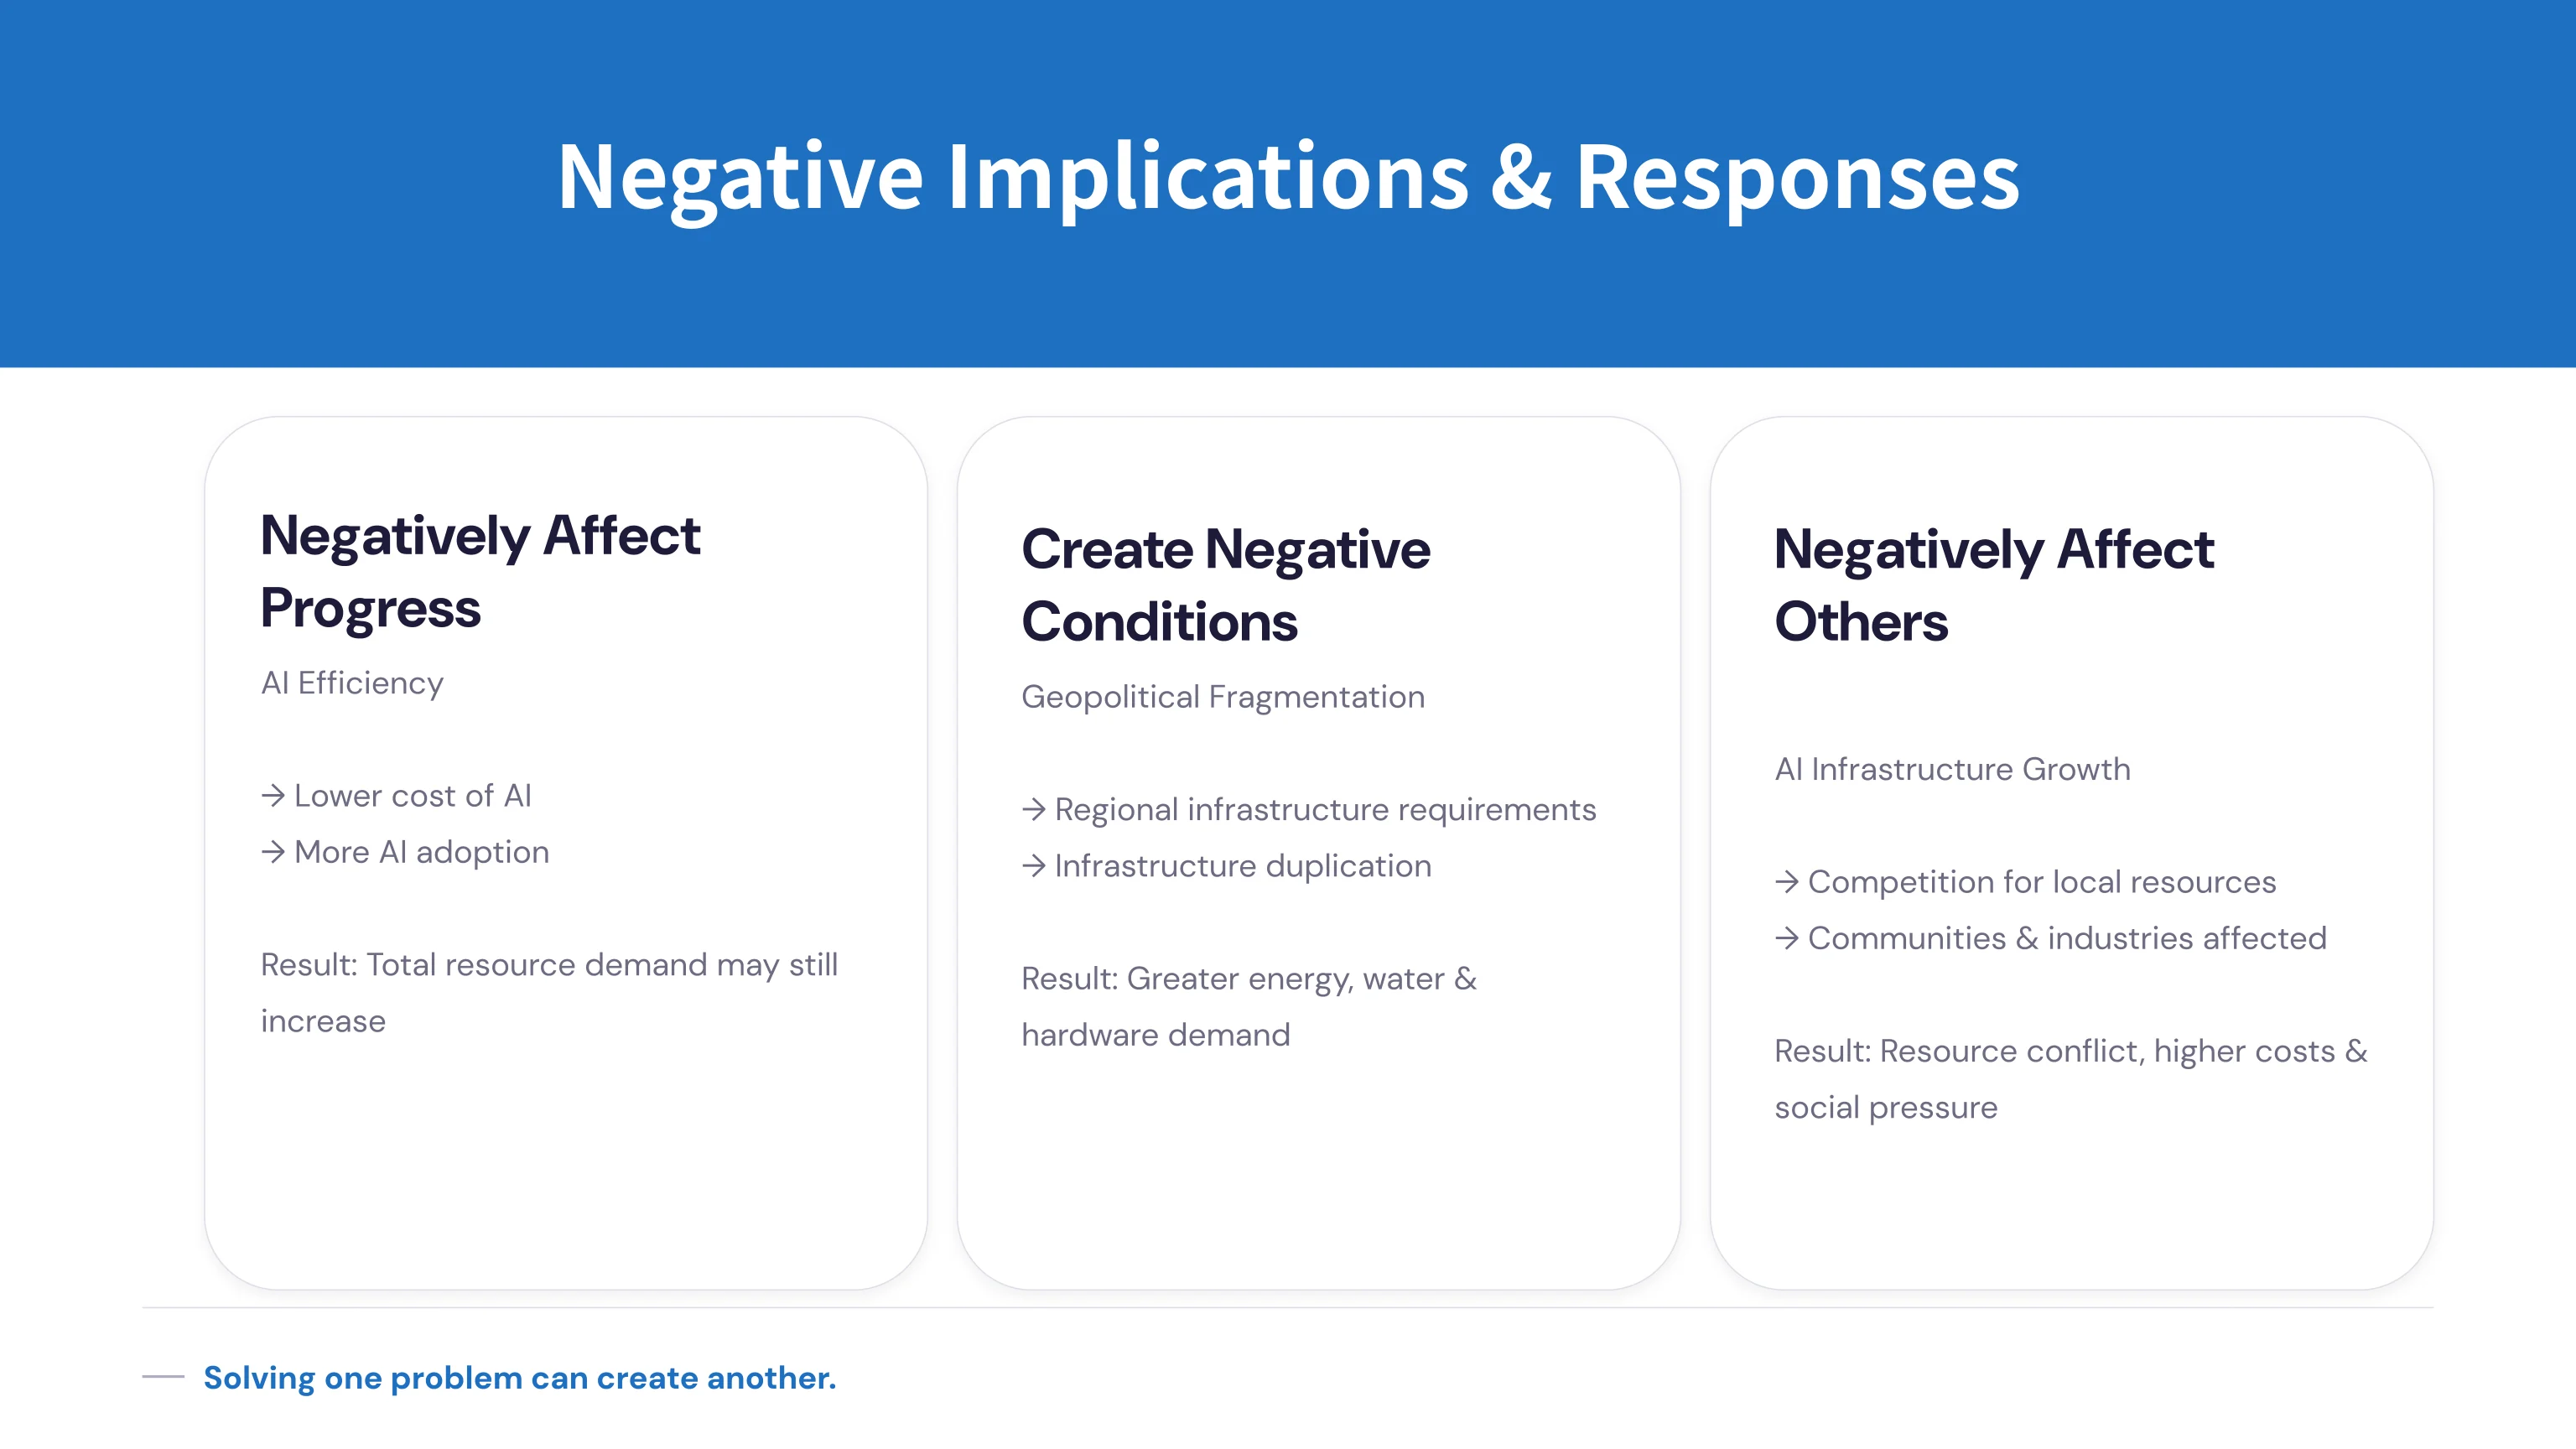 Negative Implications & Responses
Negatively Affect
Progress
AI Efficiency
→ Lower cost of AI
→ More AI adoption
Result: Total resource demand may still
increase
Create Negative
Conditions
Geopolitical Fragmentation
→ Regional infrastructure requirements
→ Infrastructure duplication
Result: Greater energy, water &
hardware demand
Negatively Affect
Others
AI Infrastructure Growth
→ Competition for local resources
→ Communities & industries affected
Result: Resource conflict, higher costs &
social pressure
Solving one problem can create another.